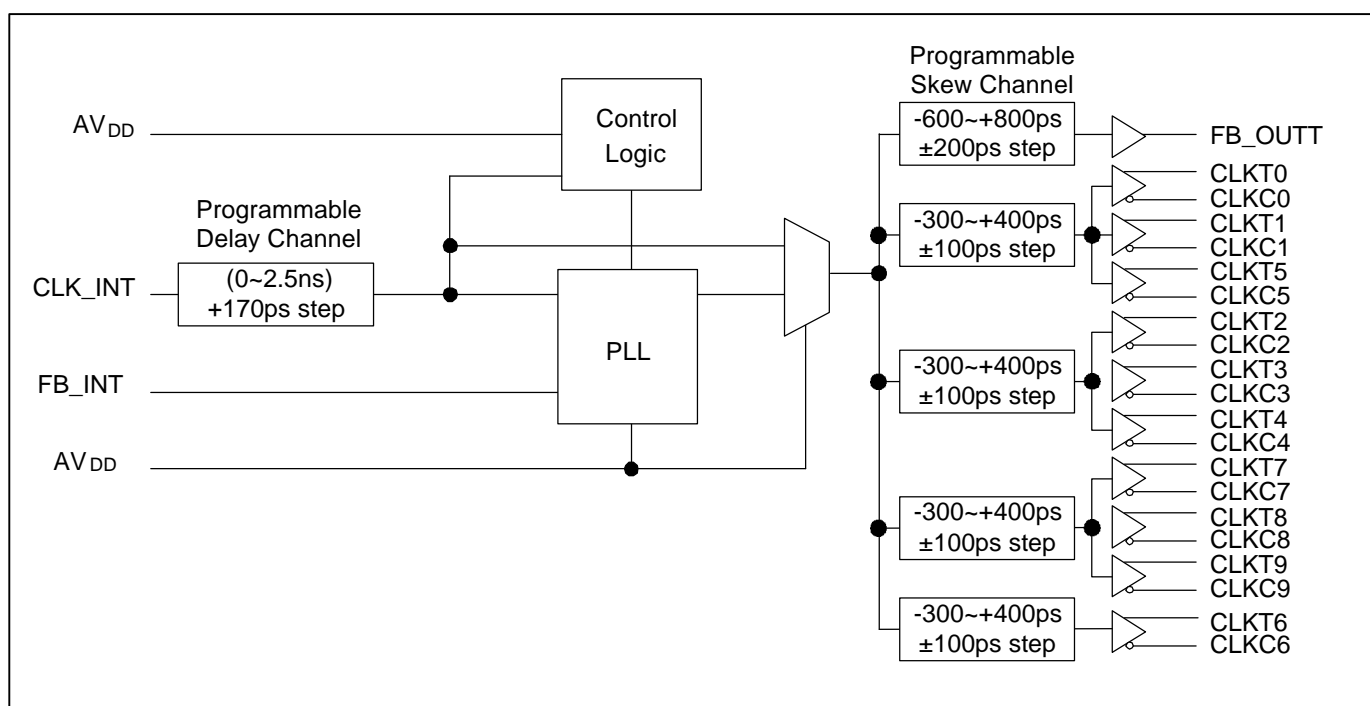 Programmable
Skew Channel
AVDD
Control
Logic
-600~+800ps
±200ps step
FB_OUTT
CLKT0
CLKC0
Programmable
Delay Channel
-300~+400ps
±100ps step
CLKT1
CLKC1
CLK_INT
(0~2.5ns)
+170ps step
CLKT5
CLKC5
PLL
CLKT2
CLKC2
FB_INT
-300~+400ps
±100ps step
CLKT3
CLKC3
CLKT4
CLKC4
AVDD
CLKT7
CLKC7
-300~+400ps
±100ps step
CLKT8
CLKC8
CLKT9
CLKC9
-300~+400ps
±100ps step
CLKT6
CLKC6